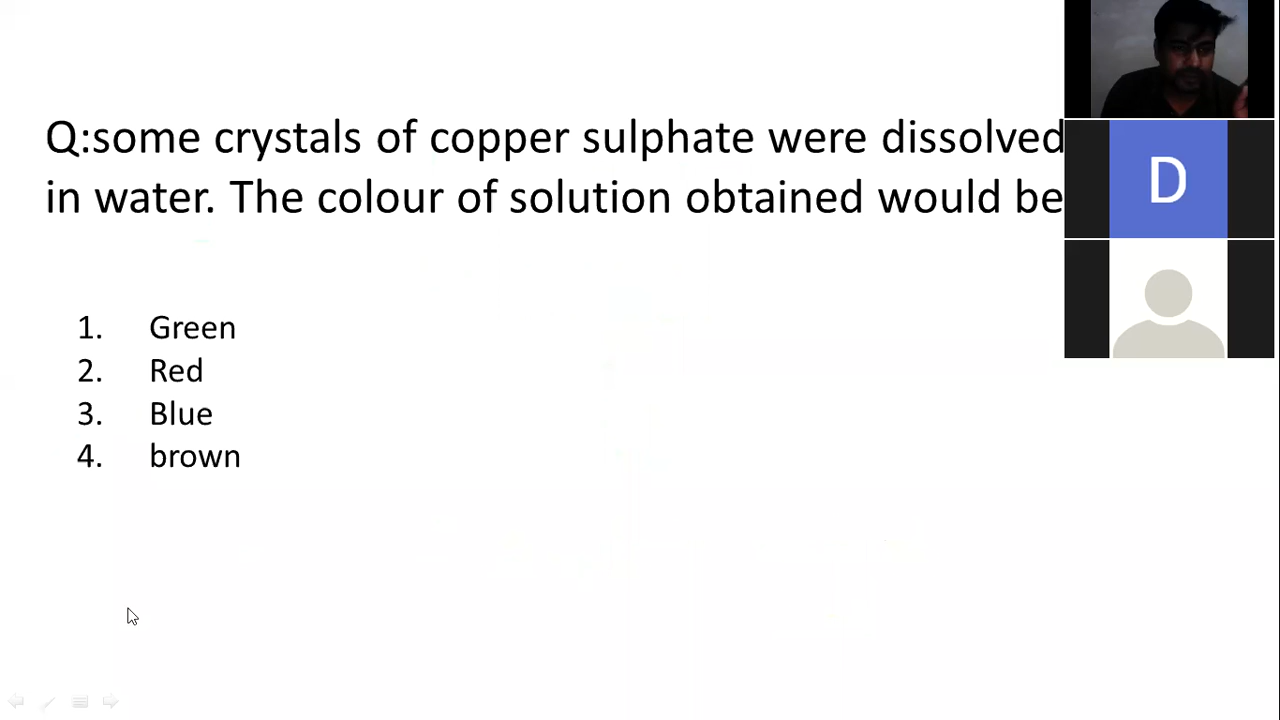 Q:some crystals of copper sulphate were dissolved
in water. The colour of solution obtained would be
1. Green
2. Red
3. Blue
4. brown
D